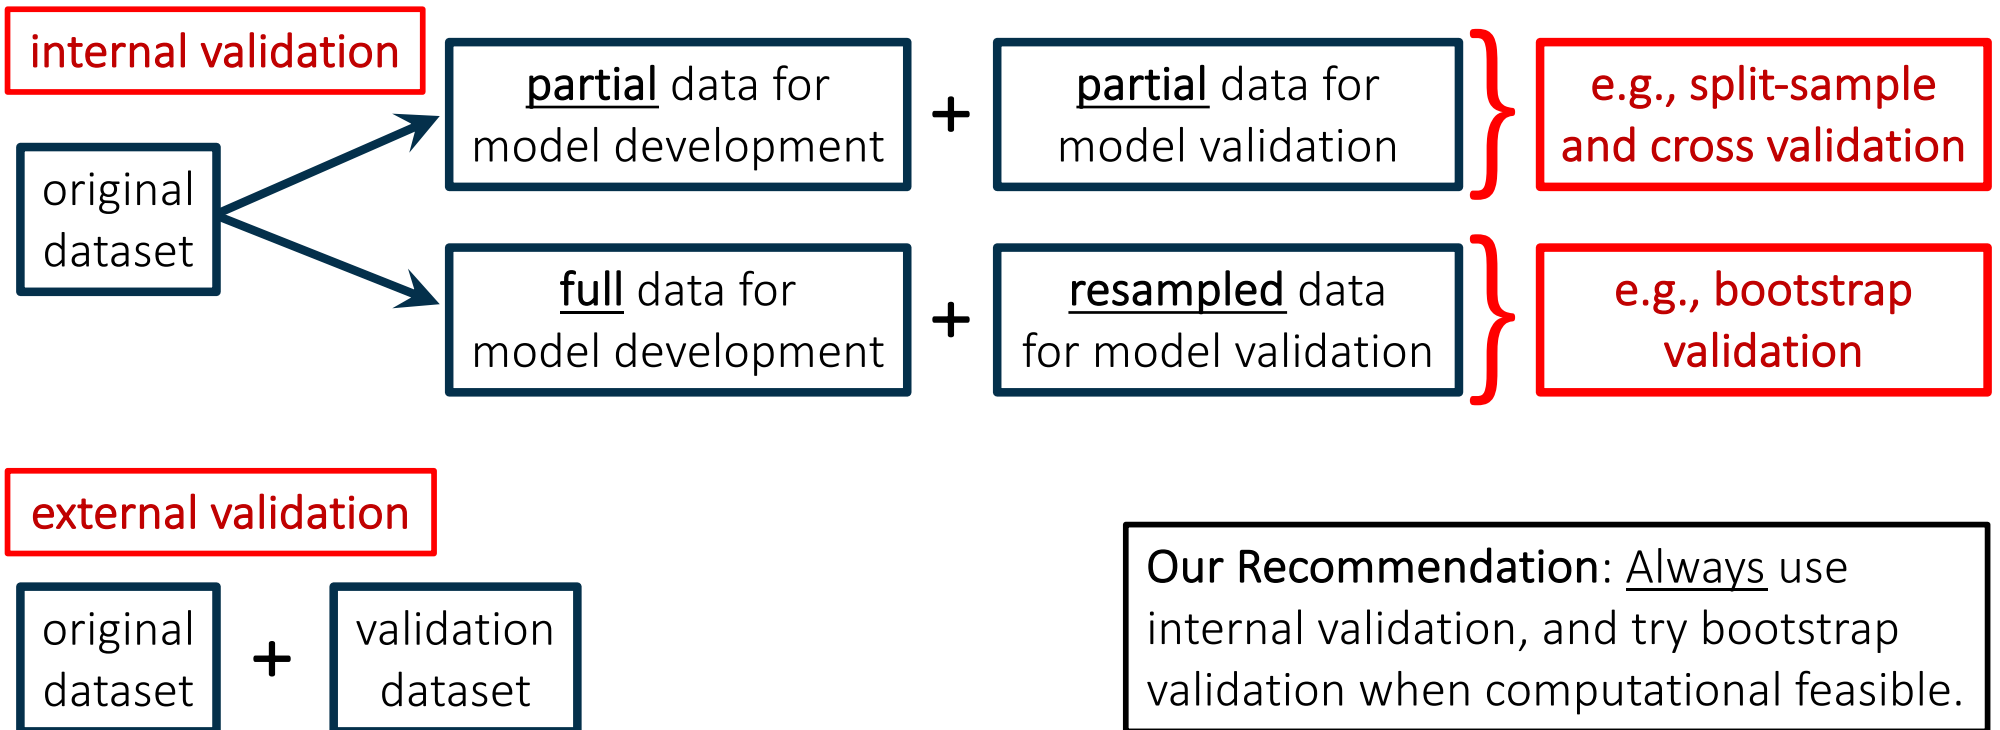 internal validation
original
dataset
partial data for
model development
+
partial data for
model validation
e.g., split-sample
and cross validation
full data for
model development
+
resampled data
for model validation
e.g., bootstrap
validation
external validation
original
dataset
+
validation
dataset
Our Recommendation: Always use
internal validation, and try bootstrap
validation when computational feasible.